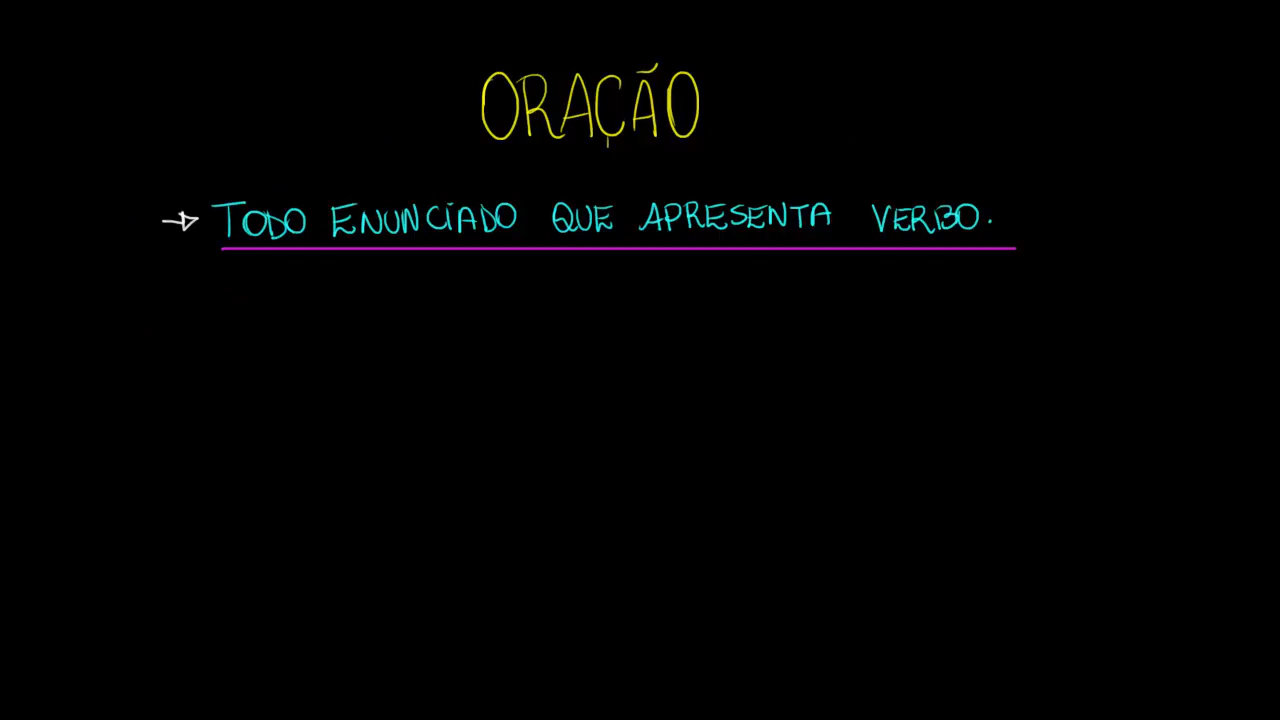 ORAÇÃO
→ TODO ENUNCIADO QUE APRESENTA VERBO.